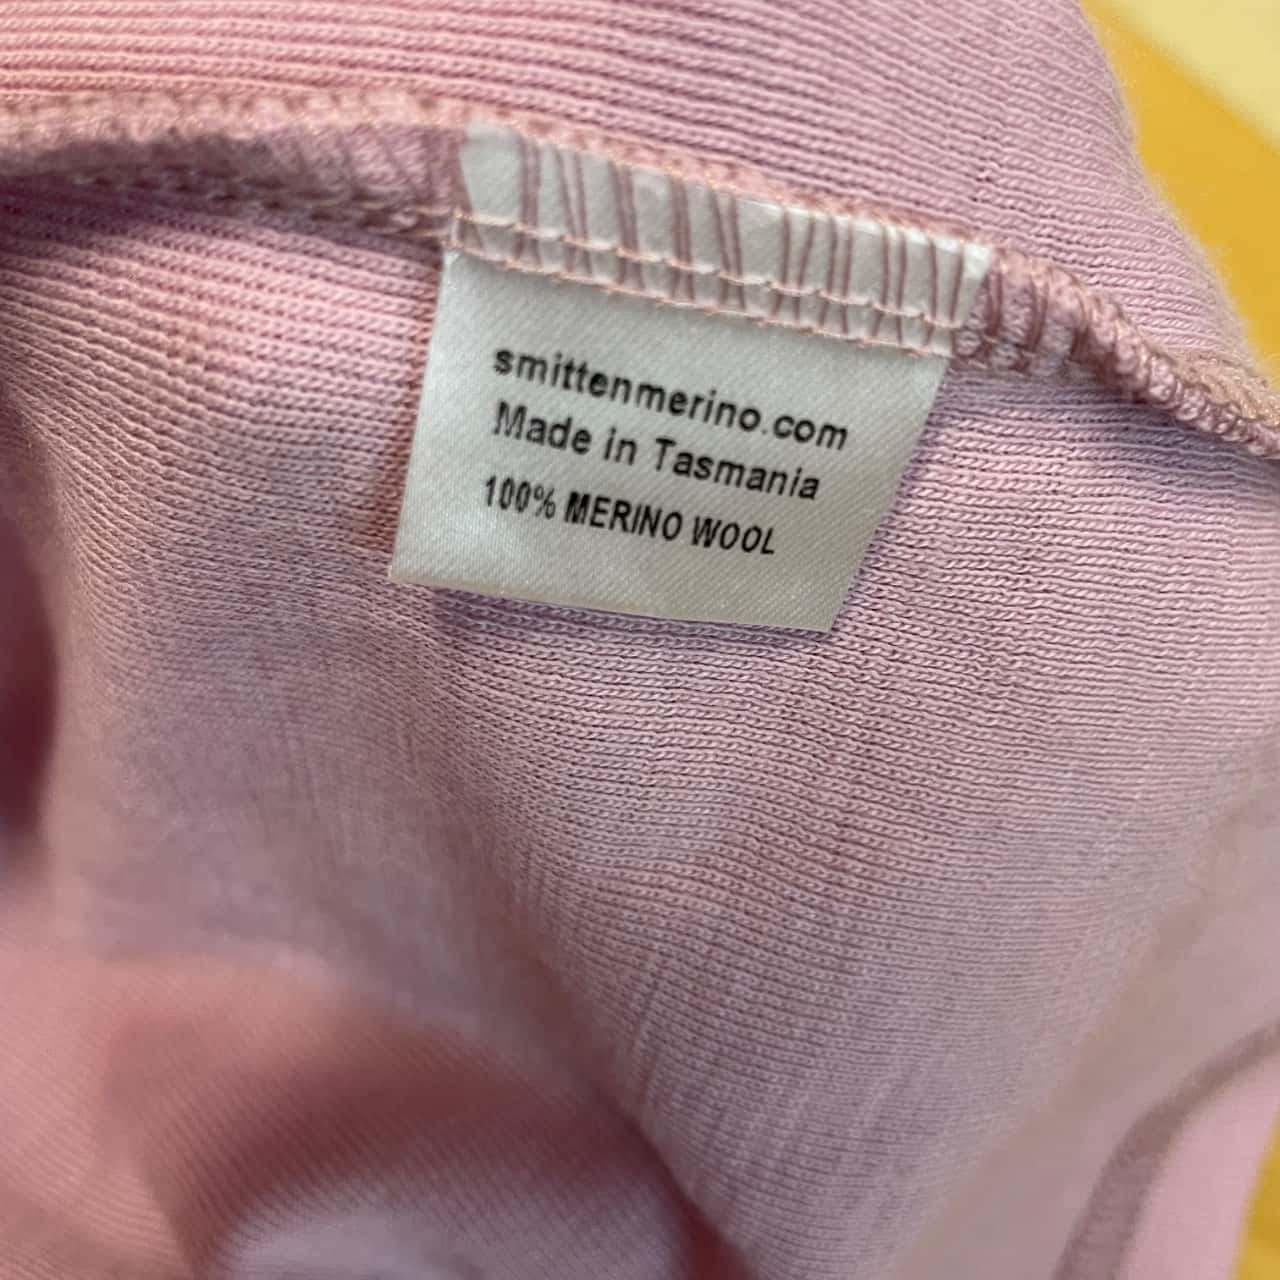 smittenmerino.com
Made in Tasmania
100% MERINO WOOL